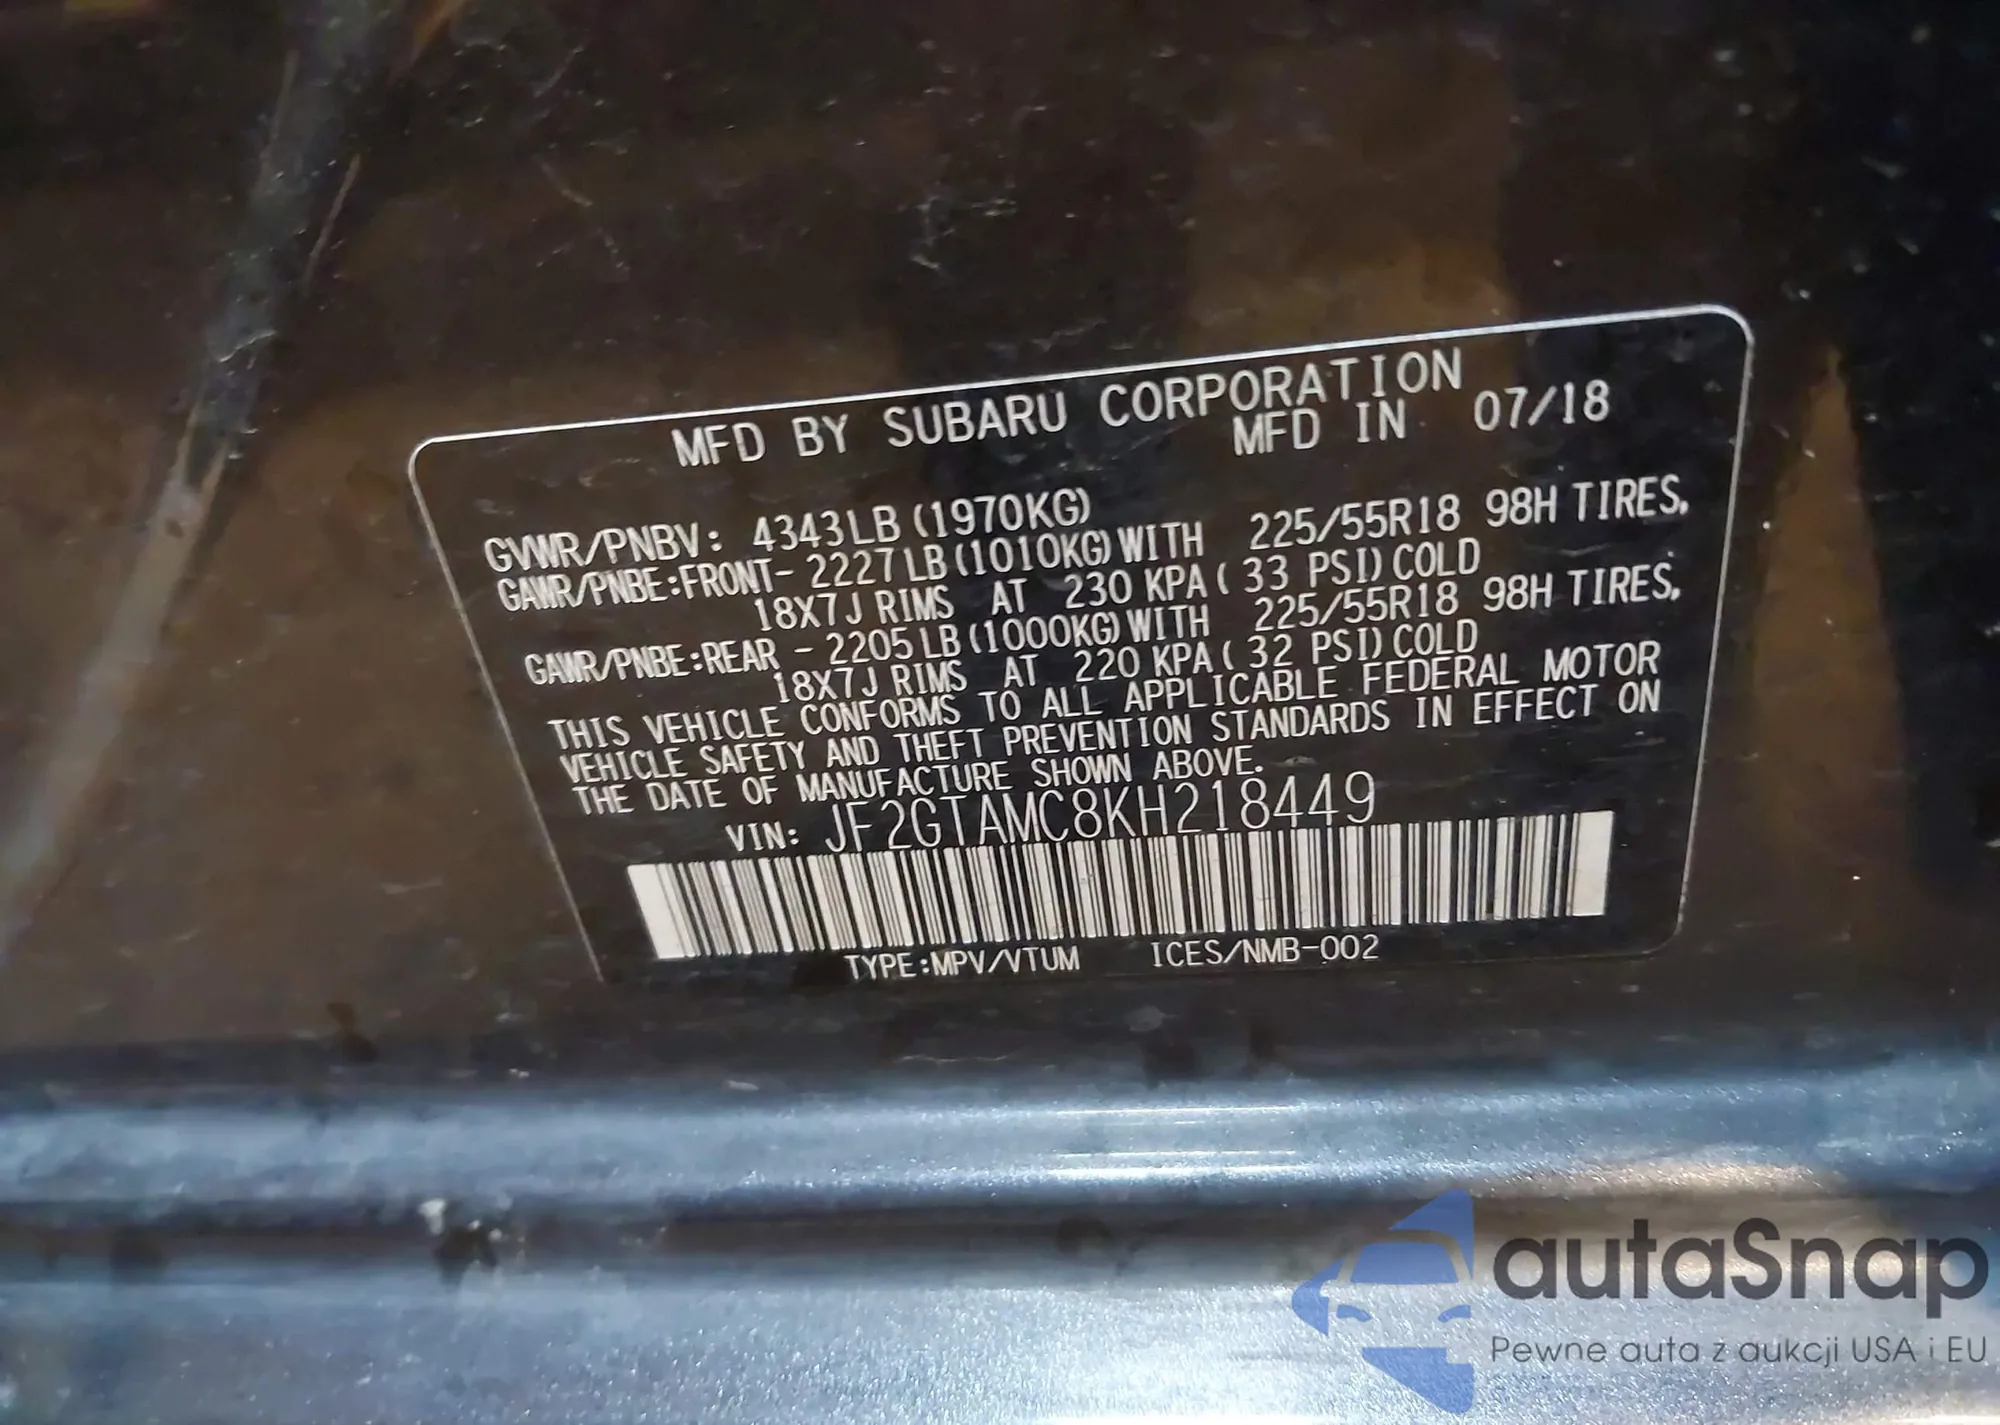 MFD BY SUBARU CORPORATION
MFD IN 07/18
GVWR/PNBV: 4343LB(1970KG)
GAWR/PNBE:FRONT- 2227LB(1010KG)WITH 225/55R18 98H TIRES,
18X7J RIMS AT 230 KPA( 33 PSI)COLD
GAWR/PNBE:REAR - 2205LB(1000KG)WITH 225/55R18 98H TIRES,
18X7J RIMS AT 220 KPA( 32 PSI)COLD
THIS VEHICLE CONFORMS TO ALL APPLICABLE FEDERAL MOTOR
VEHICLE SAFETY AND THEFT PREVENTION STANDARDS IN EFFECT ON
THE DATE OF MANUFACTURE SHOWN ABOVE.
VIN: JF2GTAMC8KH218449
TYPE:MPV/VTUM ICES/NMB-002
autaSnap
Pewne auta z aukcji USA i EU